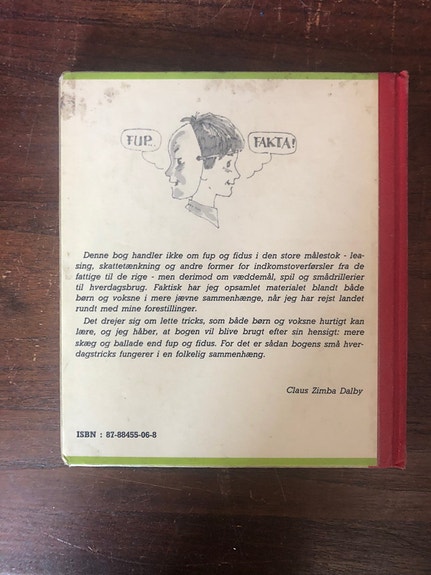 FUP.
FAKTA!
Denne bog handler ikke om fup og fidus i den store målestok - lea-
sing, skattetænkning og andre former for indkomstoverførsler fra de
fattige til de rige - men derimod om væddemål, spil og smådrillerier
til hverdagsbrug. Faktisk har jeg opsamlet materialet blandt både
børn og voksne i mere jævne sammenhænge, når jeg har rejst landet
rundt med mine forestillinger.
Det drejer sig om lette tricks, som både børn og voksne hurtigt kan
lære, og jeg håber, at bogen vil blive brugt efter sin hensigt: mere
skæg og ballade end fup og fidus. For det er sådan bogens små hver-
dagstricks fungerer i en folkelig sammenhæng.
Claus Zimba Dalby
ISBN : 87-88455-06-8